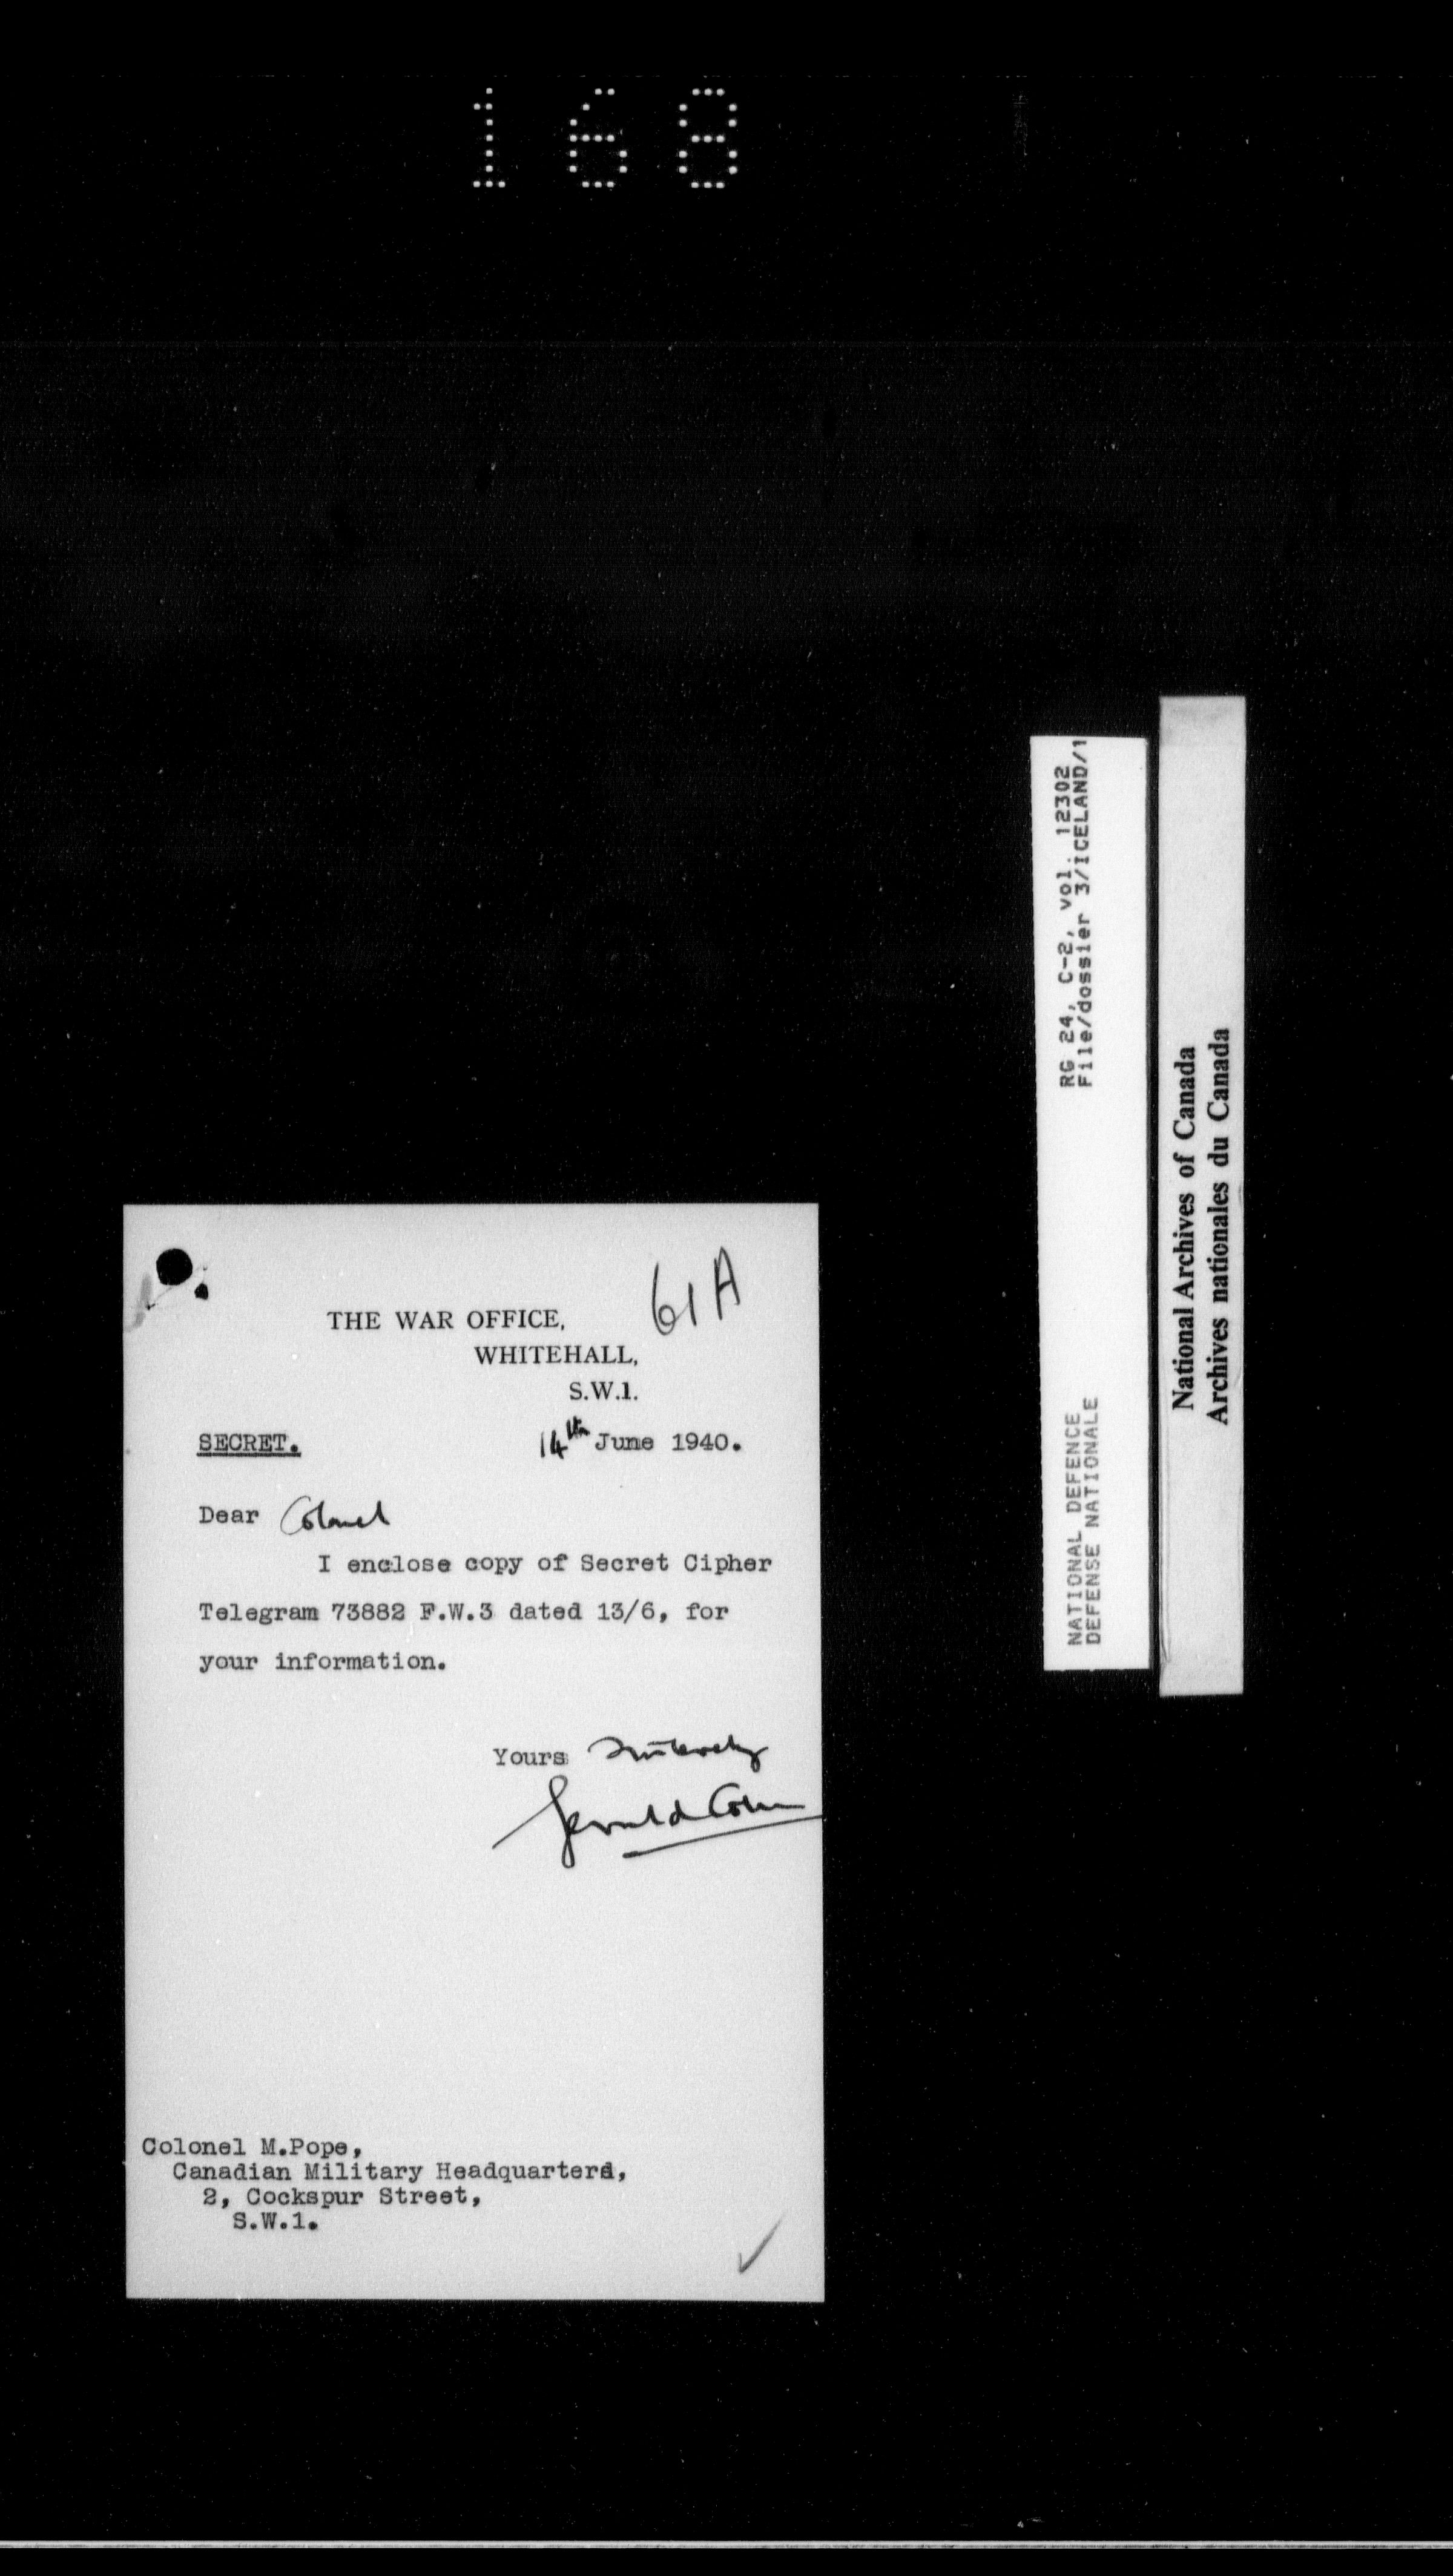 168
61A
THE WAR OFFICE,
WHITEHALL,
S.W.1.
SECRET.
14th June 1940.
Dear Colonel
I enclose copy of Secret Cipher
Telegram 73882 F.W.3 dated 13/6, for
your information.
Yours Sincerely
Gerald
Colonel M.Pope,
Canadian Military Headquarters,
2, Cockspur Street,
S.W.1.
NATIONAL DEFENCE RG 24, C-2, vol. 12302
DEFENSE NATIONALE File/dossier 3/ICELAND/1
National Archives of Canada
Archives nationales du Canada